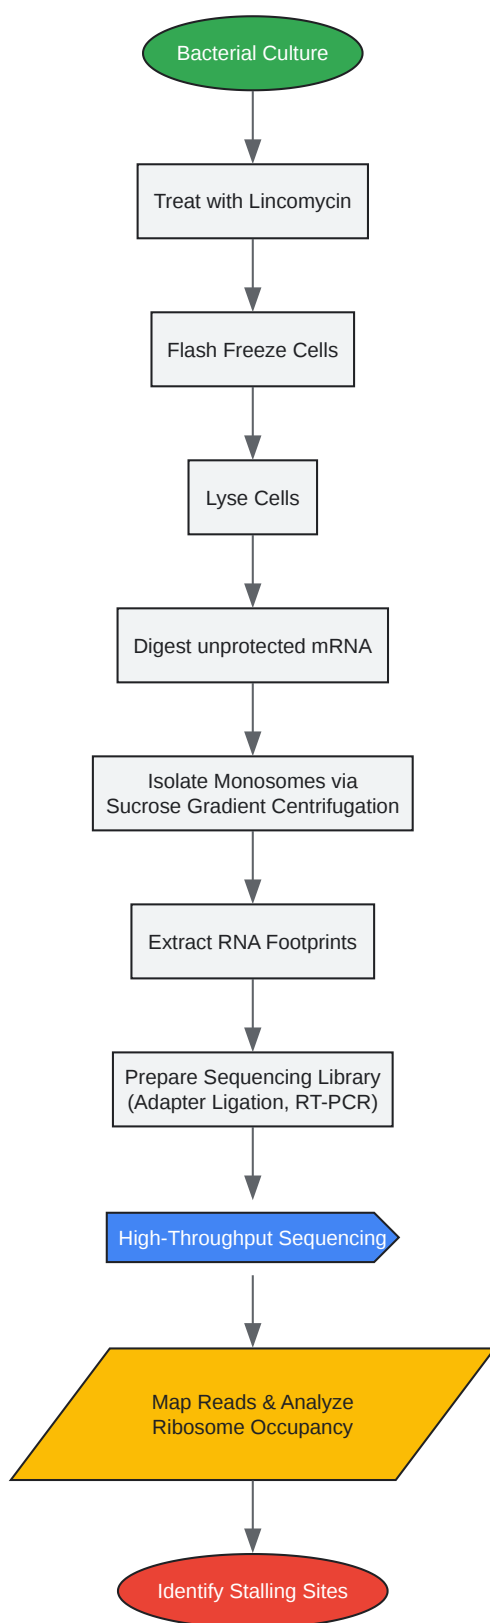 Bacterial Culture
Treat with Lincomycin
Flash Freeze Cells
Lyse Cells
Digest unprotected mRNA
Isolate Monosomes via
Sucrose Gradient Centrifugation
Extract RNA Footprints
Prepare Sequencing Library
(Adapter Ligation, RT-PCR)
High-Throughput Sequencing
Map Reads & Analyze
Ribosome Occupancy
Identify Stalling Sites